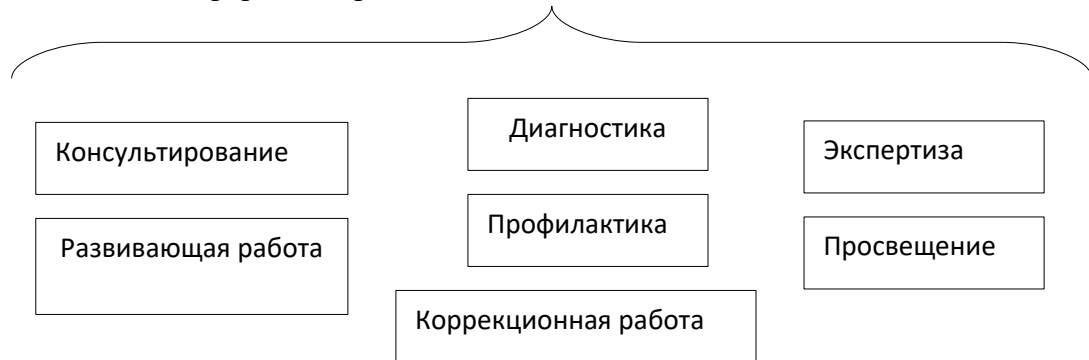 Диагностика
Консультирование
Экспертиза
Профилактика
Развивающая работа
Просвещение
Коррекционная работа